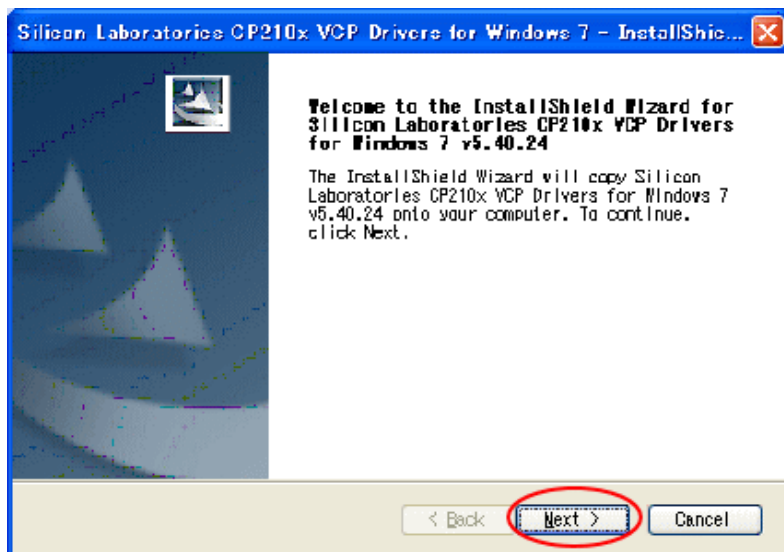 Silicon Laboratories CP210x VCP Drivers for Windows 7 - InstallShie...
Welcome to the InstallShield Wizard for
Silicon Laboratories CP210x VCP Drivers
for Windows 7 v5.40.24
The InstallShield Wizard will copy Silicon
Laboratories CP210x VCP Drivers for Windows 7
v5.40.24 onto your computer. To continue,
click Next.
< Back
Next >
Cancel